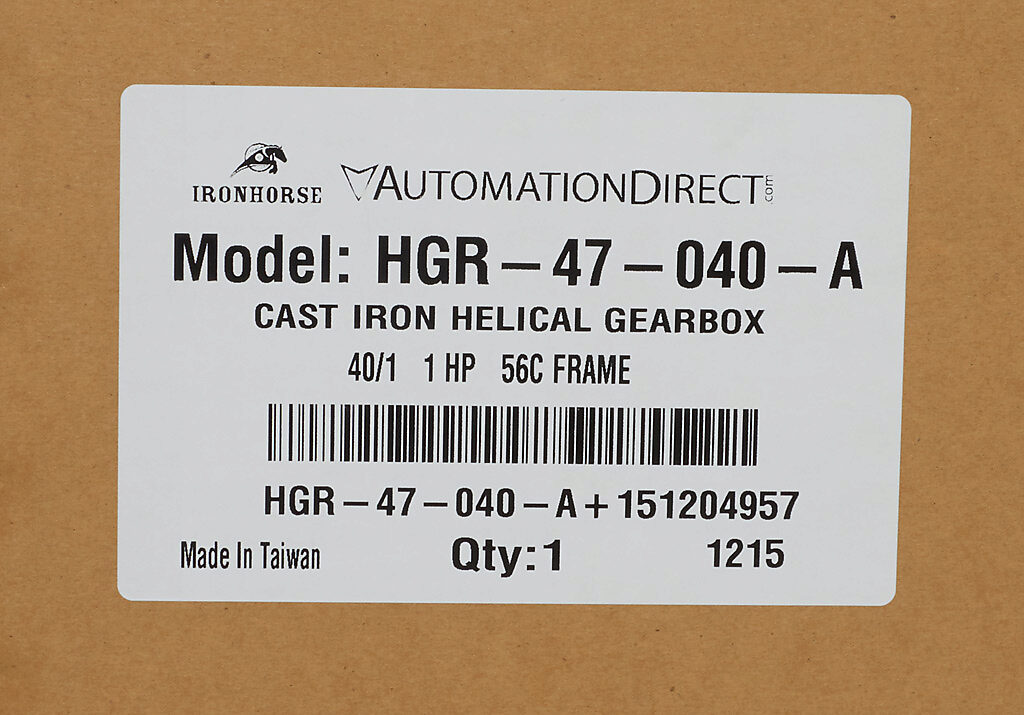 IRONHORSE AUTOMATIONDIRECT.com
Model: HGR-47-040-A
CAST IRON HELICAL GEARBOX
40/1 1 HP 56C FRAME
HGR-47-040-A+151204957
Made In Taiwan Qty:1 1215